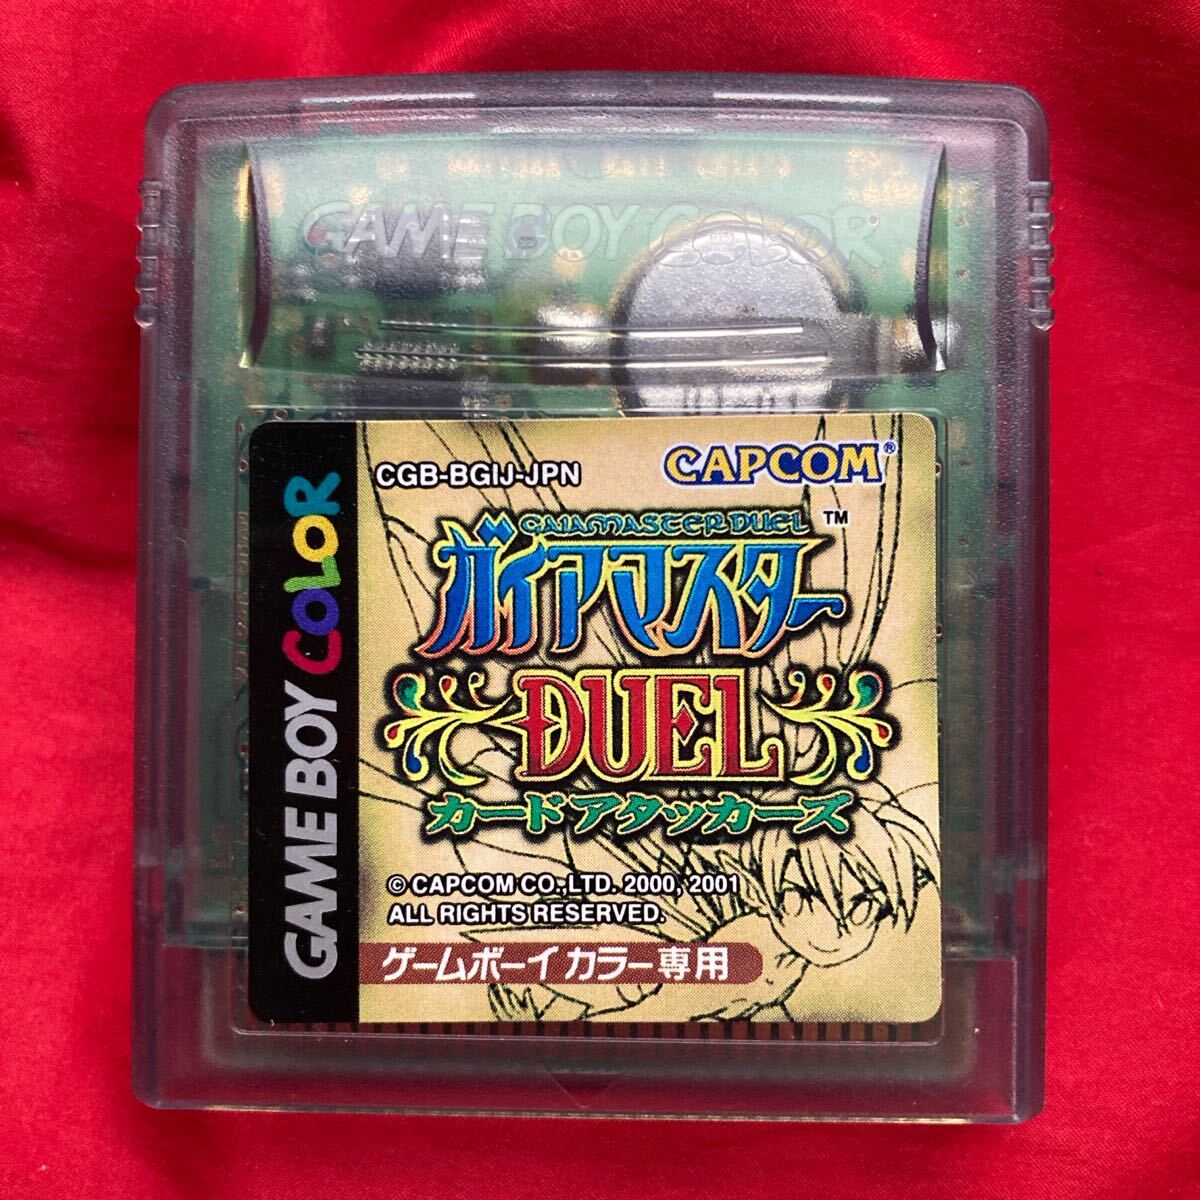 GAME BOY COLOR
CGB-BGIJ-JPN
CAPCOM®
GAIAMASTER DUEL
ガイアマスター™
DUEL
カードアタッカーズ
© CAPCOM CO.,LTD. 2000, 2001
ALL RIGHTS RESERVED.
ゲームボーイカラー専用
GAME BOY COLOR